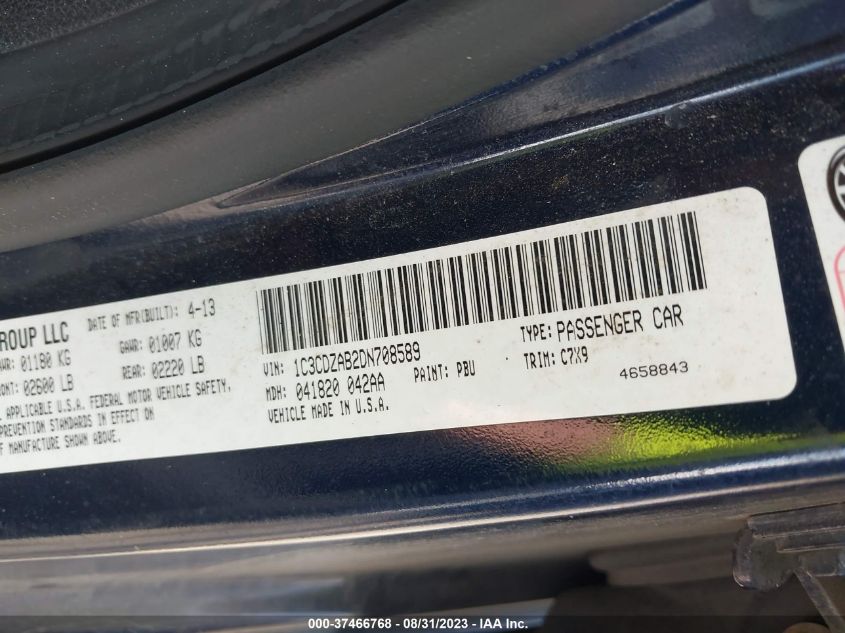 GROUP LLC
DATE OF MFR(BUILT): 4-13
GAWR: 01007 KG
WR: 01180 KG
REAR: 02220 LB
ONT: 02600 LB
APPLICABLE U.S.A. FEDERAL MOTOR VEHICLE SAFETY,
PREVENTION STANDARDS IN EFFECT ON
OF MANUFACTURE SHOWN ABOVE.
VIN: 1C3CDZAB2DN708589
TYPE: PASSENGER CAR
MDH: 041820 042AA
PAINT: PBU
TRIM: C7X9
VEHICLE MADE IN U.S.A.
4658843
000-37466768 - 08/31/2023 - IAA Inc.